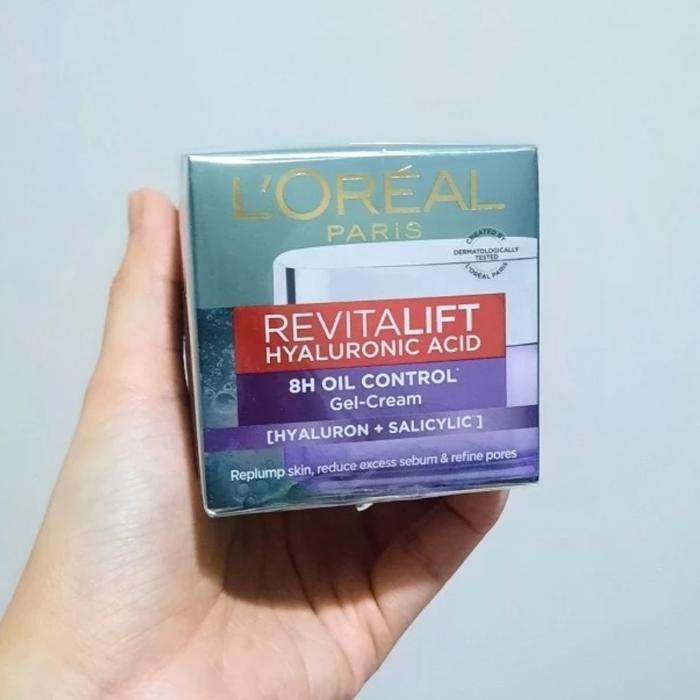 L'ORÉAL
PARIS
CREATED BY
DERMATOLOGICALLY
TESTED
L'ORÉAL PARIS
REVITALIFT
HYALURONIC ACID
8H OIL CONTROL*
Gel-Cream
[HYALURON + SALICYLIC*]
Replump skin, reduce excess sebum & refine pores